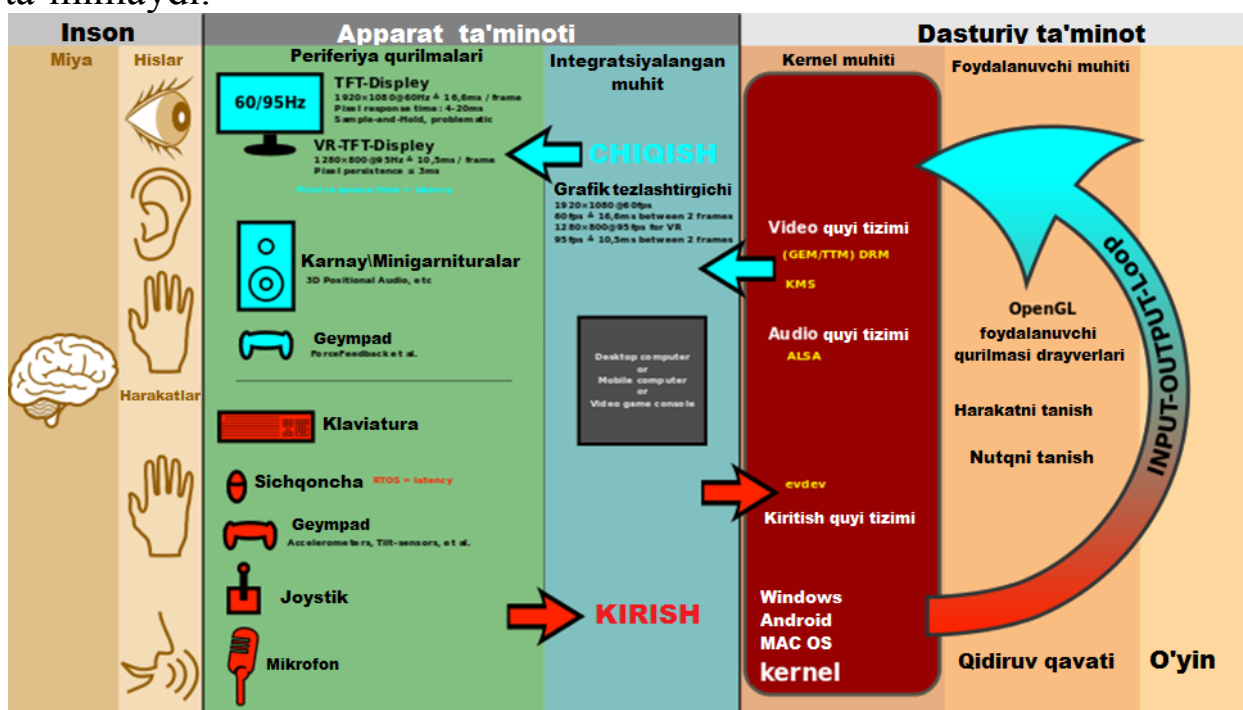 ta'minaydi.
Inson
Apparat ta'minoti
Dasturiy ta'minot
Miya
Hislar
Harakatlar
Periferiya qurilmalari
60/95Hz
TFT-Displey
1920×1080@60Hz ≙ 16,6ms / frame
Pixel response time: 4-20ms
Sample-and-Hold, problematic
VR-TFT-Displey
1280×800@95Hz ≙ 10,5ms / frame
Pixel persistence ≤ 3ms
Pixel response time = latency
Karnay\Minigarnituralar
3D Positional Audio, etc
Geympad
ForceFeedback et al.
Klaviatura
Sichqoncha
RTOS = latency
Geympad
Accelerometers, Tilt-sensors, et al.
Joystik
Mikrofon
Integratsiyalangan
muhit
CHIQISH
Grafik tezlashtirgichi
1920×1080@60fps
60fps ≙ 16,6ms between 2 frames
1280×800@95fps for VR
95fps ≙ 10,5ms between 2 frames
Desktop computer
or
Mobile computer
or
Video game console
KIRISH
Kernel muhiti
Video quyi tizimi
(GEM/TTM) DRM
KMS
Audio quyi tizimi
ALSA
evdev
Kiritish quyi tizimi
Windows
Android
MAC OS
kernel
Foydalanuvchi muhiti
OpenGL
foydalanuvchi
qurilmasi drayverlari
Harakatni tanish
Nutqni tanish
Qidiruv qavati
INPUT-OUTPUT-Loop
O'yin